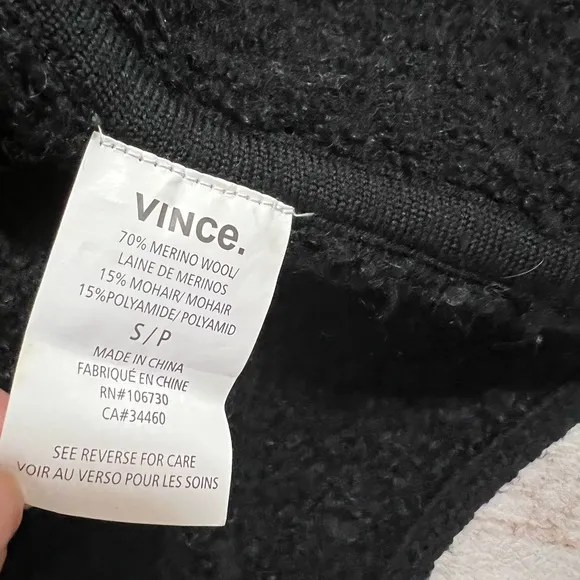 VINCE.
70% MERINO WOOL/
LAINE DE MERINOS
15% MOHAIR/ MOHAIR
15%POLYAMIDE/ POLYAMID
S/P
MADE IN CHINA
FABRIQUÉ EN CHINE
RN#106730
CA#34460
SEE REVERSE FOR CARE
VOIR AU VERSO POUR LES SOINS